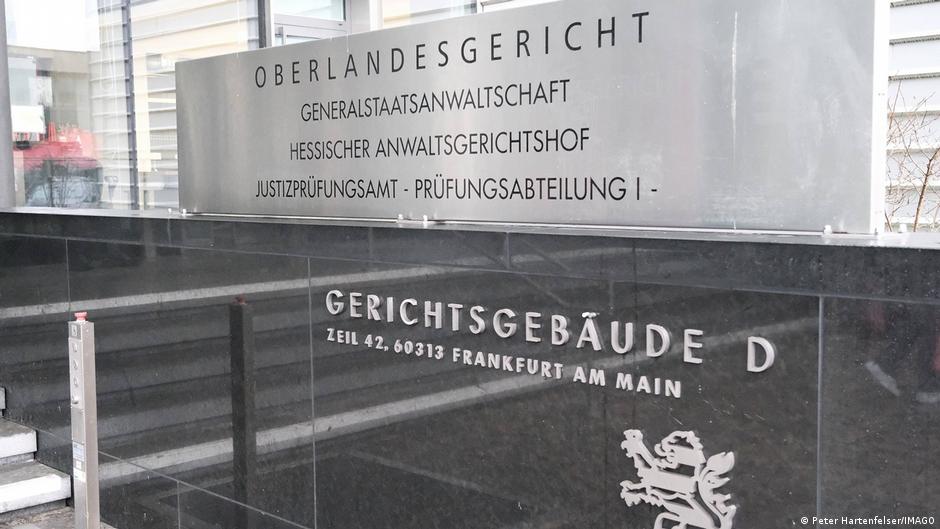 OBERLANDESGERICHT
GENERALSTAATSANWALTSCHAFT
HESSISCHER ANWALTSGERICHTSHOF
JUSTIZPRÜFUNGSAMT - PRÜFUNGSABTEILUNG I -
GERICHTSGEBÄUDE D
ZEIL 42, 60313 FRANKFURT AM MAIN
© Peter Hartenfelser/IMAGO